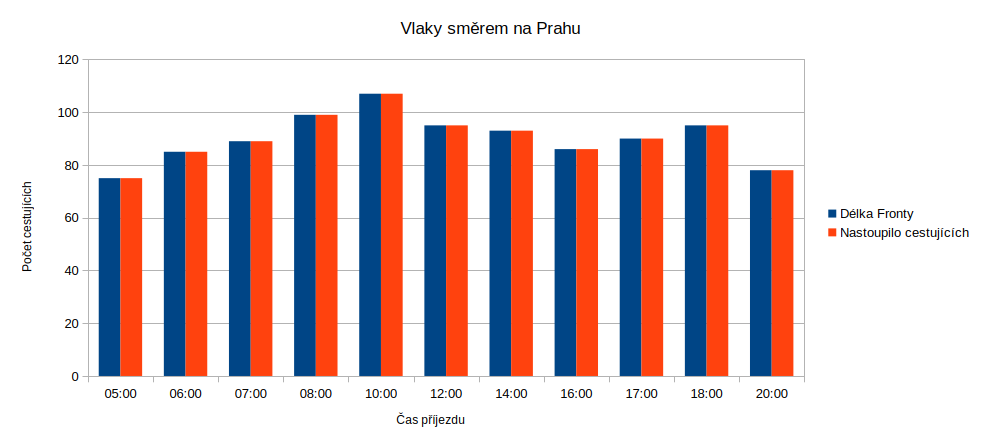 Vlaky směrem na Prahu
120
100
80
60
40
20
0
Počet cestujících
05:00 06:00 07:00 08:00 10:00 12:00 14:00 16:00 17:00 18:00 20:00
Čas příjezdu
Délka Fronty
Nastoupilo cestujících